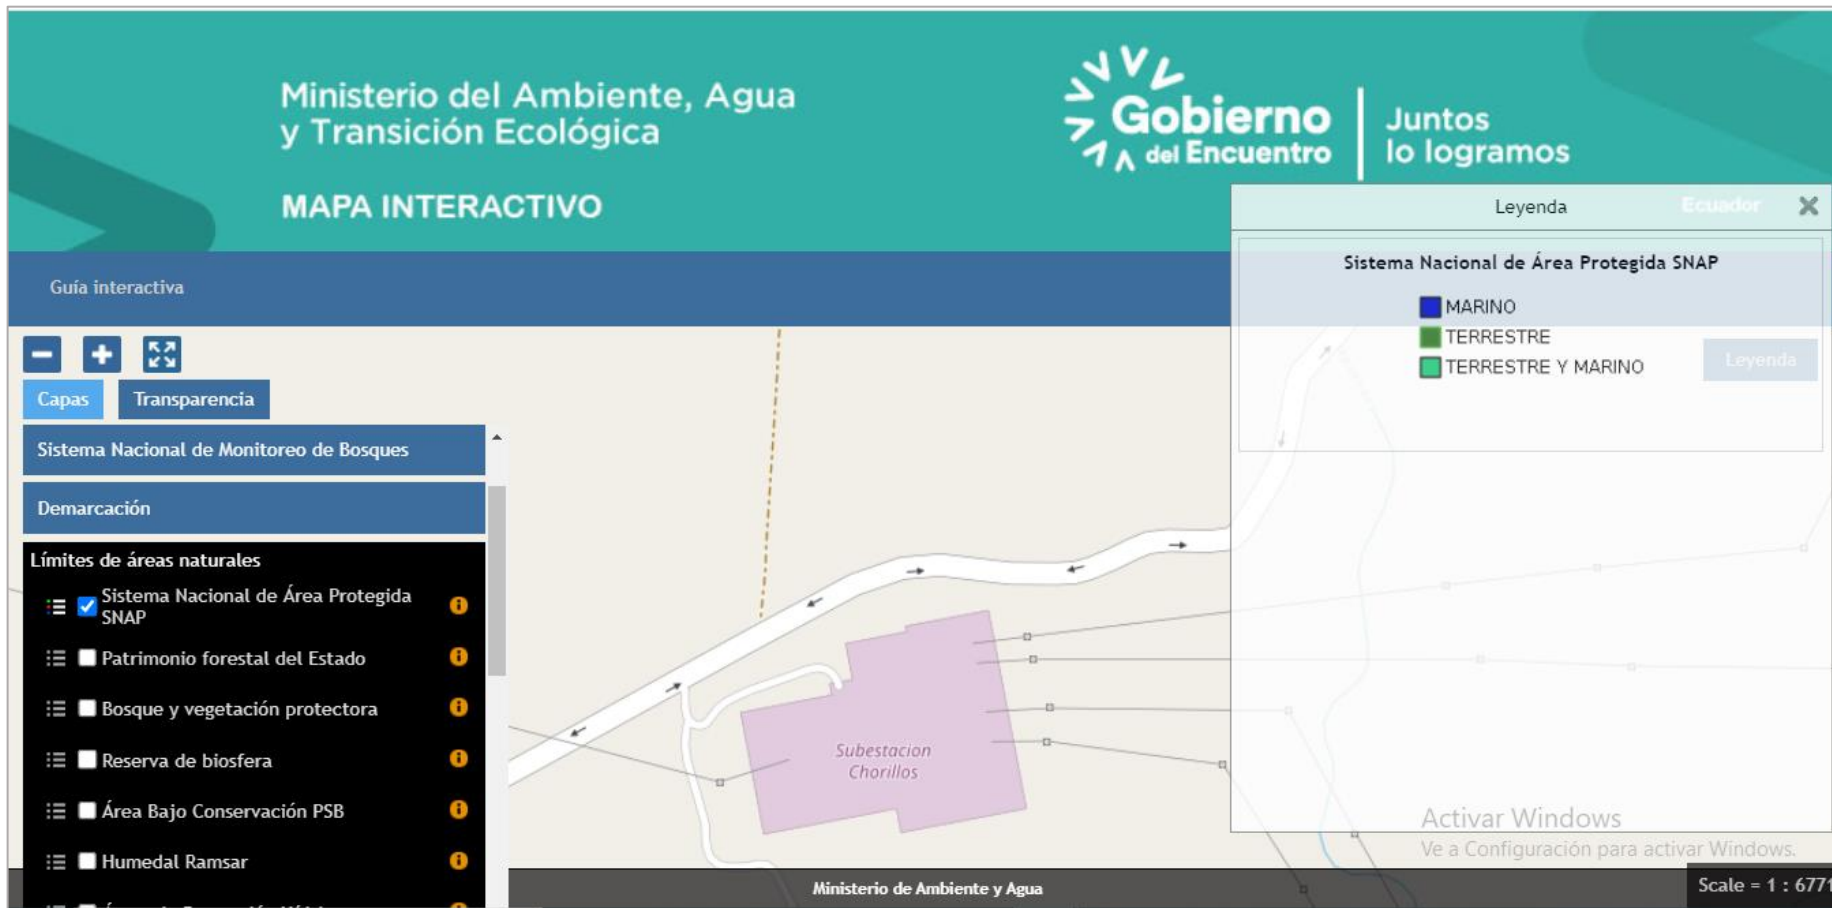 Ministerio del Ambiente, Agua
y Transición Ecológica
MAPA INTERACTIVO
Gobierno
del Encuentro
Juntos
lo logramos
Leyenda
Ecuador
Sistema Nacional de Área Protegida SNAP
MARINO
TERRESTRE
TERRESTRE Y MARINO
Leyenda
Guía interactiva
Capas
Transparencia
Sistema Nacional de Monitoreo de Bosques
Demarcación
Límites de áreas naturales
Sistema Nacional de Área Protegida
SNAP
Patrimonio forestal del Estado
Bosque y vegetación protectora
Reserva de biosfera
Área Bajo Conservación PSB
Humedal Ramsar
Subestacion
Chorillos
Activar Windows
Ve a Configuración para activar Windows.
Ministerio de Ambiente y Agua
Scale = 1 : 6771